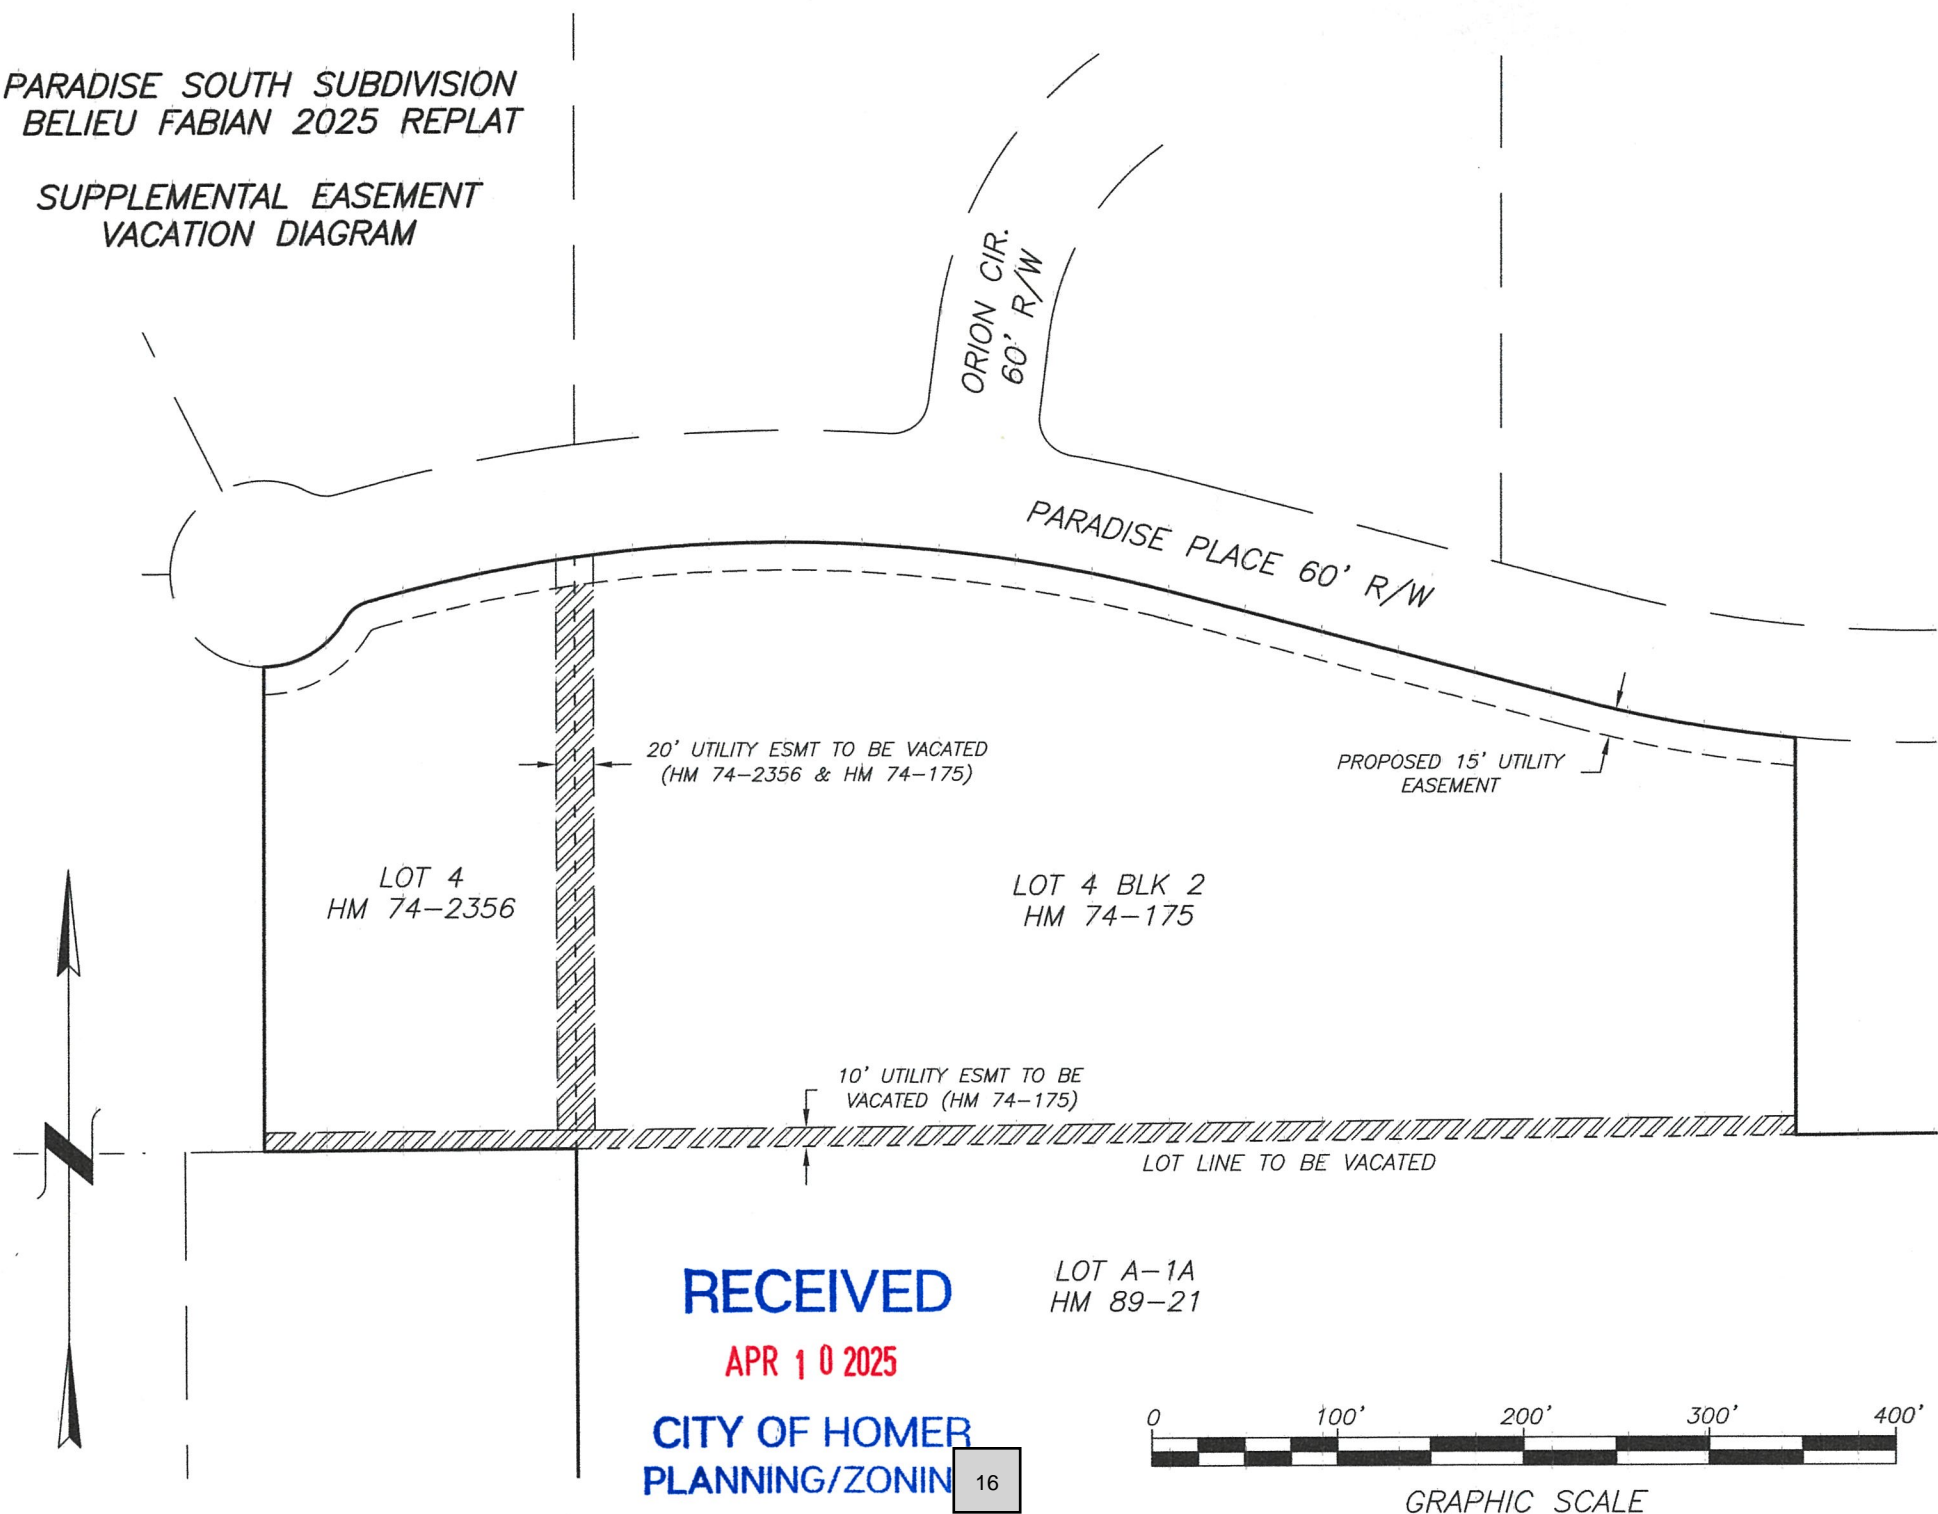 PARADISE SOUTH SUBDIVISION
BELIEU FABIAN 2025 REPLAT
SUPPLEMENTAL EASEMENT
VACATION DIAGRAM
ORION CIR.
60' R/W
PARADISE PLACE 60' R/W
20' UTILITY ESMT TO BE VACATED
(HM 74-2356 & HM 74-175)
PROPOSED 15' UTILITY
EASEMENT
LOT 4
HM 74-2356
LOT 4 BLK 2
HM 74-175
10' UTILITY ESMT TO BE
VACATED (HM 74-175)
LOT LINE TO BE VACATED
N
LOT A-1A
HM 89-21
RECEIVED
APR 10 2025
CITY OF HOMER
PLANNING/ZONIN
16
0 100' 200' 300' 400'
GRAPHIC SCALE